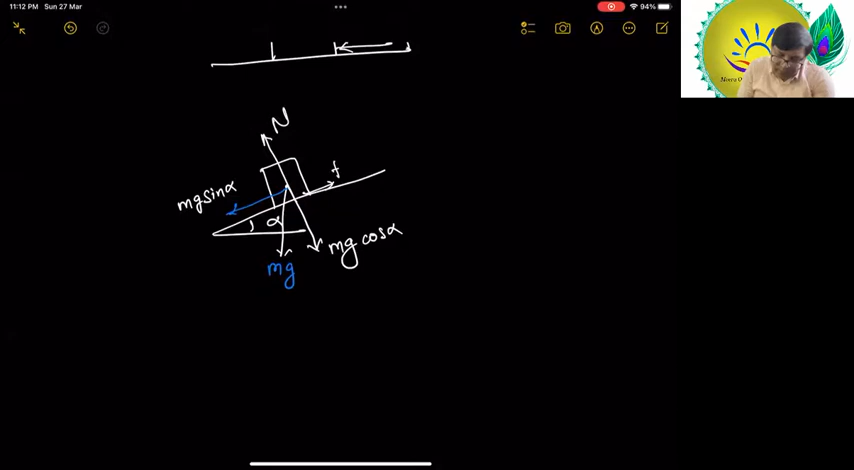 11:12 PM Sun 27 Mar
94%
N
f
mg sinα
α
mg cosα
mg